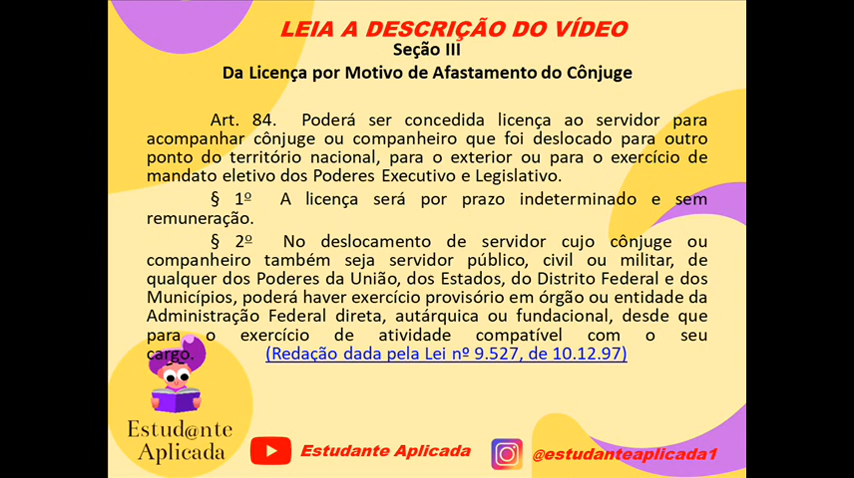 LEIA A DESCRIÇÃO DO VÍDEO
Seção III
Da Licença por Motivo de Afastamento do Cônjuge
Art. 84. Poderá ser concedida licença ao servidor para
acompanhar cônjuge ou companheiro que foi deslocado para outro
ponto do território nacional, para o exterior ou para o exercício de
mandato eletivo dos Poderes Executivo e Legislativo.
§ 1º A licença será por prazo indeterminado e sem
remuneração.
§ 2º No deslocamento de servidor cujo cônjuge ou
companheiro também seja servidor público, civil ou militar, de
qualquer dos Poderes da União, dos Estados, do Distrito Federal e dos
Municípios, poderá haver exercício provisório em órgão ou entidade da
Administração Federal direta, autárquica ou fundacional, desde que
para o exercício de atividade compatível com o seu
cargo. (Redação dada pela Lei nº 9.527, de 10.12.97)
Estud@nte
Aplicada
Estudante Aplicada
@estudanteaplicada1